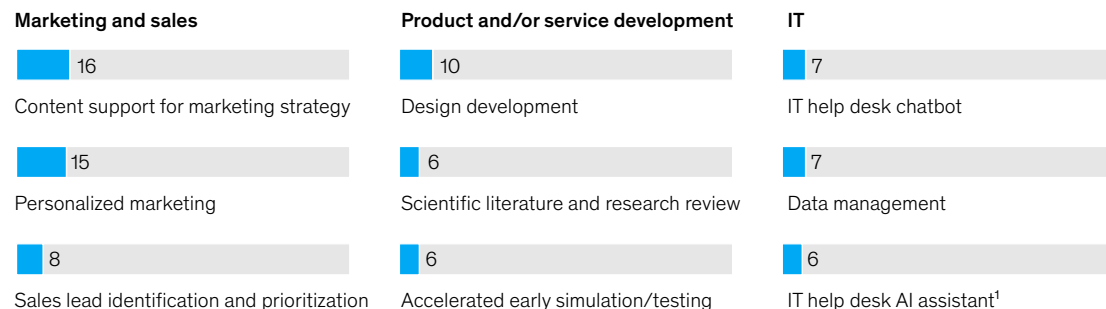 Marketing and sales
16
Content support for marketing strategy
15
Personalized marketing
8
Sales lead identification and prioritization
Product and/or service development
10
Design development
6
Scientific literature and research review
6
Accelerated early simulation/testing
IT
7
IT help desk chatbot
7
Data management
6
IT help desk AI assistant¹